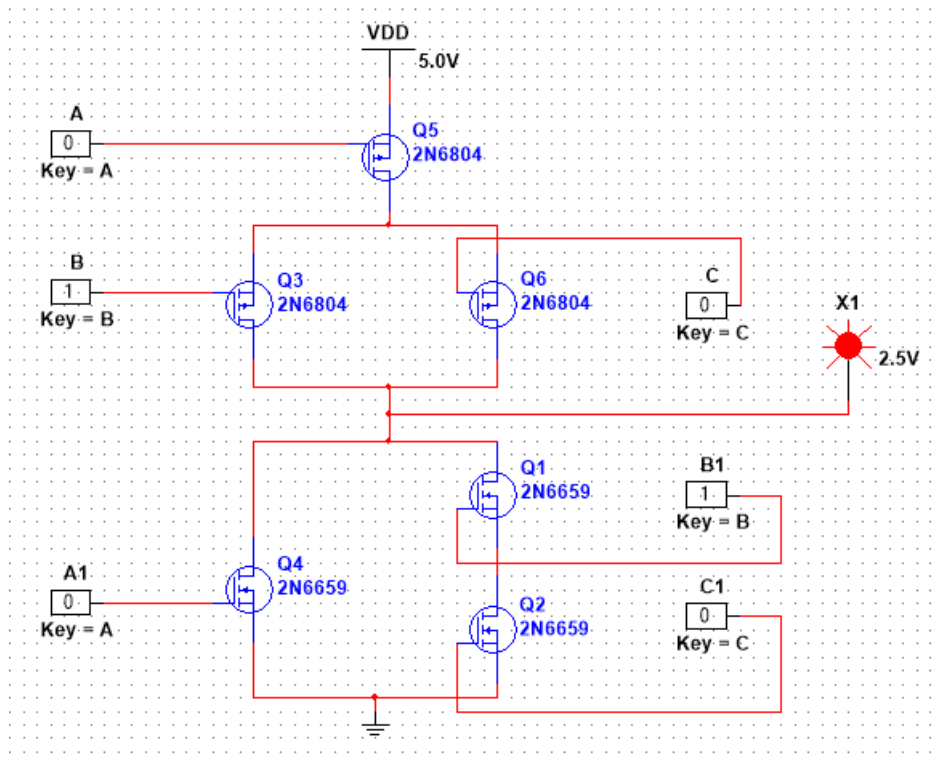 VDD
5.0V
A
0
Key = A
Q5
2N6804
B
1
Key = B
Q3
2N6804
Q6
2N6804
C
0
Key = C
X1
2.5V
Q1
2N6659
B1
1
Key = B
A1
0
Key = A
Q4
2N6659
Q2
2N6659
C1
0
Key = C